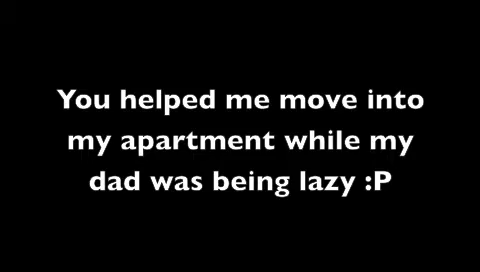 You helped me move into
my apartment while my
dad was being lazy :P